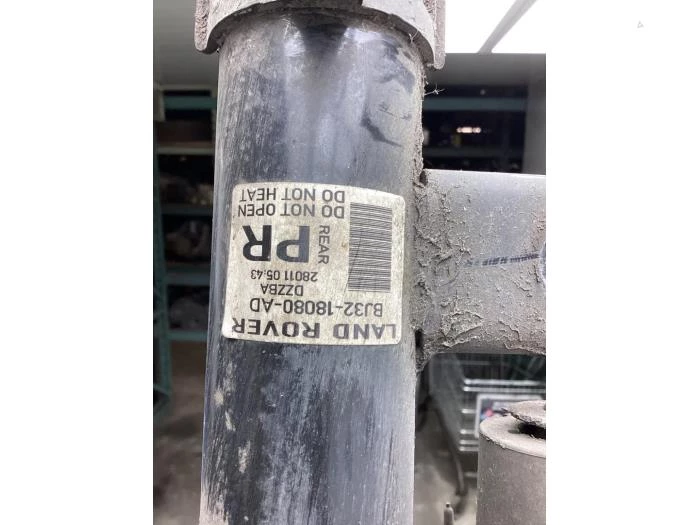 LAND ROVER
BJ32-18080-AD
DZZBA
28011 05:43
PR
REAR
DO NOT OPEN
DO NOT HEAT